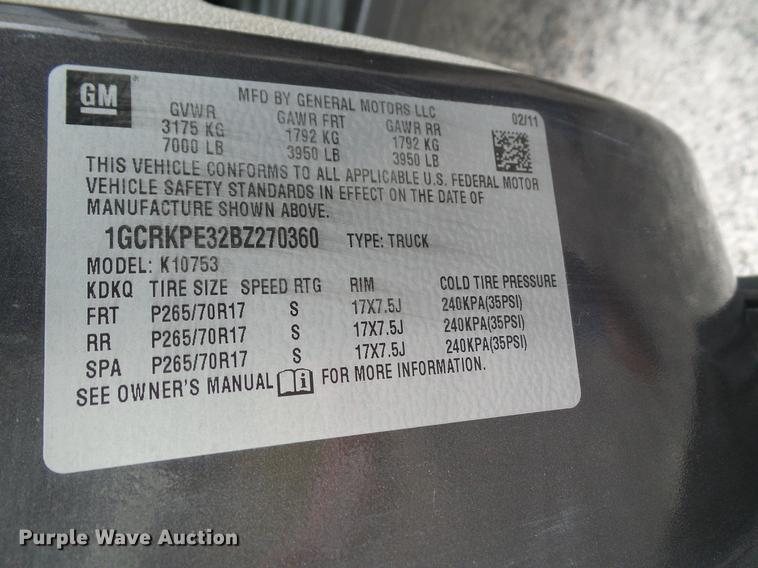 GM
MFD BY GENERAL MOTORS LLC
GVWR GAWR FRT GAWR RR 02/11
3175 KG 1792 KG 1792 KG
7000 LB 3950 LB 3950 LB
THIS VEHICLE CONFORMS TO ALL APPLICABLE U.S. FEDERAL MOTOR
VEHICLE SAFETY STANDARDS IN EFFECT ON THE DATE OF
MANUFACTURE SHOWN ABOVE.
1GCRKPE32BZ270360 TYPE: TRUCK
MODEL: K10753
KDKQ TIRE SIZE SPEED RTG RIM COLD TIRE PRESSURE
FRT P265/70R17 S 17X7.5J 240KPA(35PSI)
RR P265/70R17 S 17X7.5J 240KPA(35PSI)
SPA P265/70R17 S 17X7.5J 240KPA(35PSI)
SEE OWNER'S MANUAL i FOR MORE INFORMATION.
Purple Wave Auction